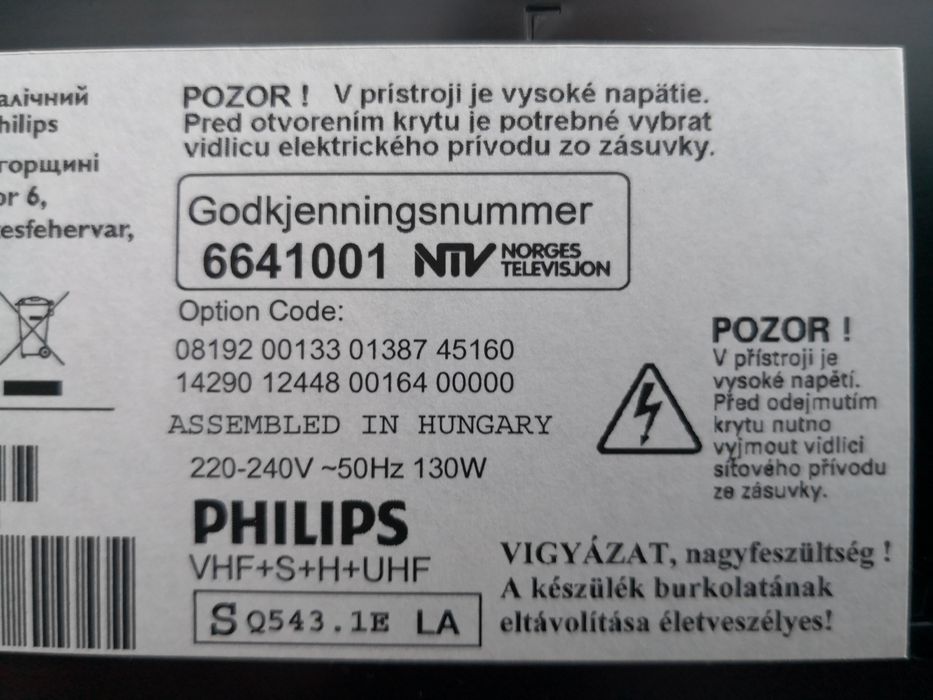 алічний
hilips
горщині
or 6,
esfehervar,
POZOR ! V prístroji je vysoké napätie.
Pred otvorením krytu je potrebné vybrat
vidlicu elektrického prívodu zo zásuvky.
Godkjenningsnummer
6641001 NTV NORGES
TELEVISJON
Option Code:
08192 00133 01387 45160
14290 12448 00164 00000
ASSEMBLED IN HUNGARY
220-240V ~50Hz 130W
PHILIPS
VHF+S+H+UHF
S Q543.1E LA
POZOR !
V přístroji je
vysoké napětí.
Před odejmutím
krytu nutno
vyjmout vidlici
síťového přívodu
ze zásuvky.
VIGYÁZAT, nagyfeszültség !
A készülék burkolatának
eltávolítása életveszélyes!